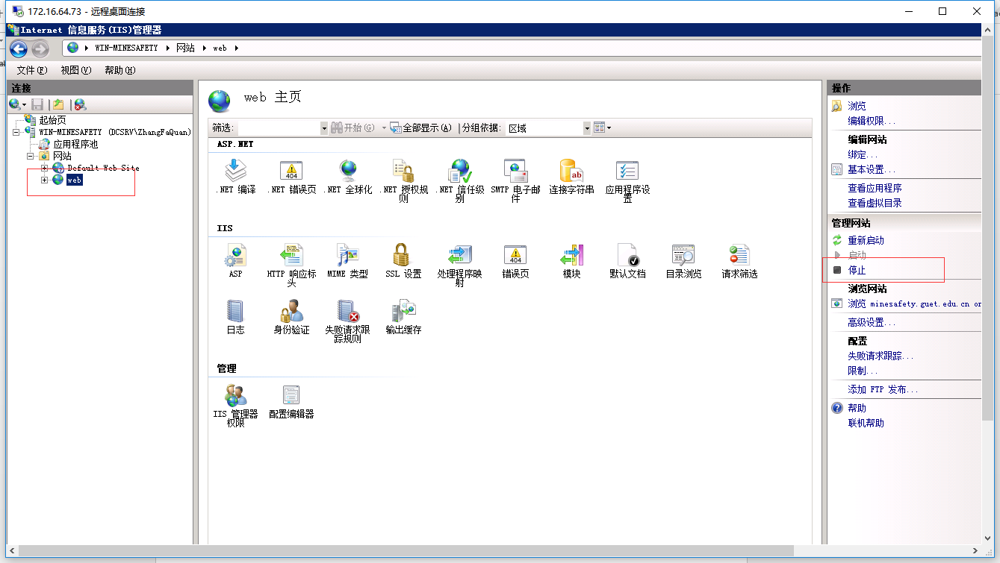 172.16.64.73 - 远程桌面连接
Internet 信息服务(IIS)管理器
WIN-MINESAFETY 网站 web
文件(F) 视图(V) 帮助(H)
连接
起始页
WIN-MINESAFETY (DCSRV\ZhangFaQuan)
应用程序池
网站
Default Web Site
web
web 主页
筛选: 开始(G) 全部显示(A) 分组依据: 区域
ASP.NET
.NET 编译
.NET 错误页
.NET 全球化
.NET 授权规
则
.NET 信任级
别
SMTP 电子邮
件
连接字符串
应用程序设
置
IIS
ASP
HTTP 响应标
头
MIME 类型
SSL 设置
处理程序映
射
错误页
模块
默认文档
目录浏览
请求筛选
日志
身份验证
失败请求跟
踪规则
输出缓存
管理
IIS 管理器
权限
配置编辑器
操作
浏览
编辑权限...
编辑网站
绑定...
基本设置...
查看应用程序
查看虚拟目录
管理网站
重新启动
启动
停止
浏览网站
浏览 minesafety.guet.edu.cn on
高级设置...
配置
失败请求跟踪...
限制...
添加 FTP 发布...
帮助
联机帮助